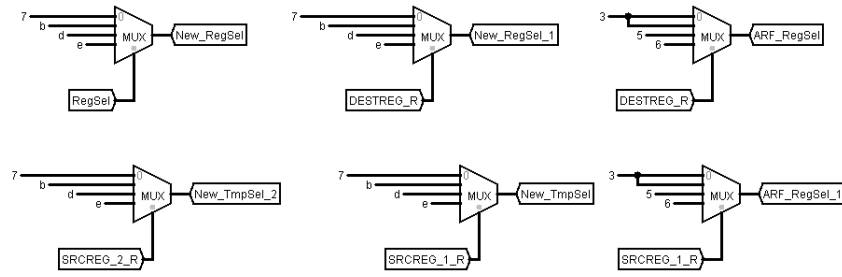 7 0 b d e MUX New_RegSel RegSel
7 0 b d e MUX New_RegSel_1 DESTREG_R
3 0 5 6 MUX ARF_RegSel DESTREG_R
7 0 b d e MUX New_TmpSel_2 SRCREG_2_R
7 0 b d e MUX New_TmpSel SRCREG_1_R
3 0 5 6 MUX ARF_RegSel_1 SRCREG_1_R